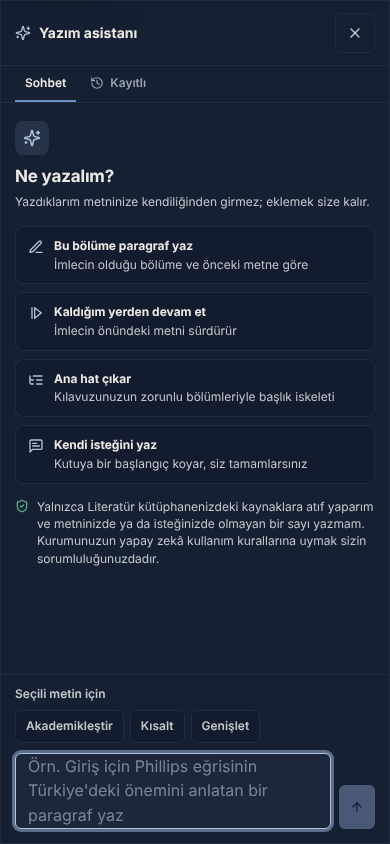 Yazım asistanı
Sohbet
Kayıtlı
Ne yazalım?
Yazdıklarım metninize kendiliğinden girmez; eklemek size kalır.
Bu bölüme paragraf yaz
İmlecin olduğu bölüme ve önceki metne göre
Kaldığım yerden devam et
İmlecin önündeki metni sürdürür
Ana hat çıkar
Kılavuzunuzun zorunlu bölümleriyle başlık iskeleti
Kendi isteğini yaz
Kutuya bir başlangıç koyar, siz tamamlarsınız
Yalnızca Literatür kütüphanenizdeki kaynaklara atıf yaparım
ve metninizde ya da isteğinizde olmayan bir sayı yazmam.
Kurumunuzun yapay zekâ kullanım kurallarına uymak sizin
sorumluluğunuzdadır.
Seçili metin için
Akademikleştir
Kısalt
Genişlet
Örn. Giriş için Phillips eğrisinin
Türkiye'deki önemini anlatan bir
paragraf yaz